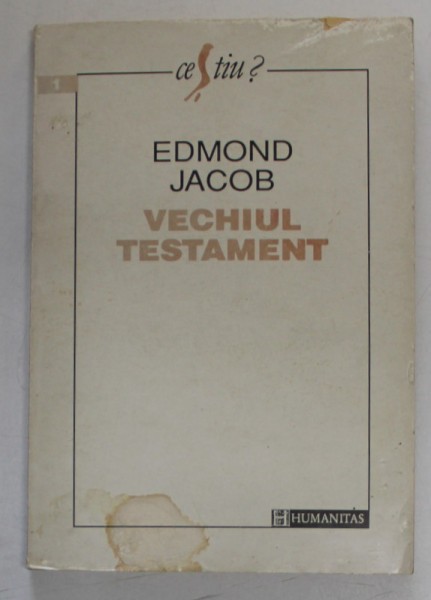 ce Știu?
1
EDMOND
JACOB
VECHIUL
TESTAMENT
HUMANITAS